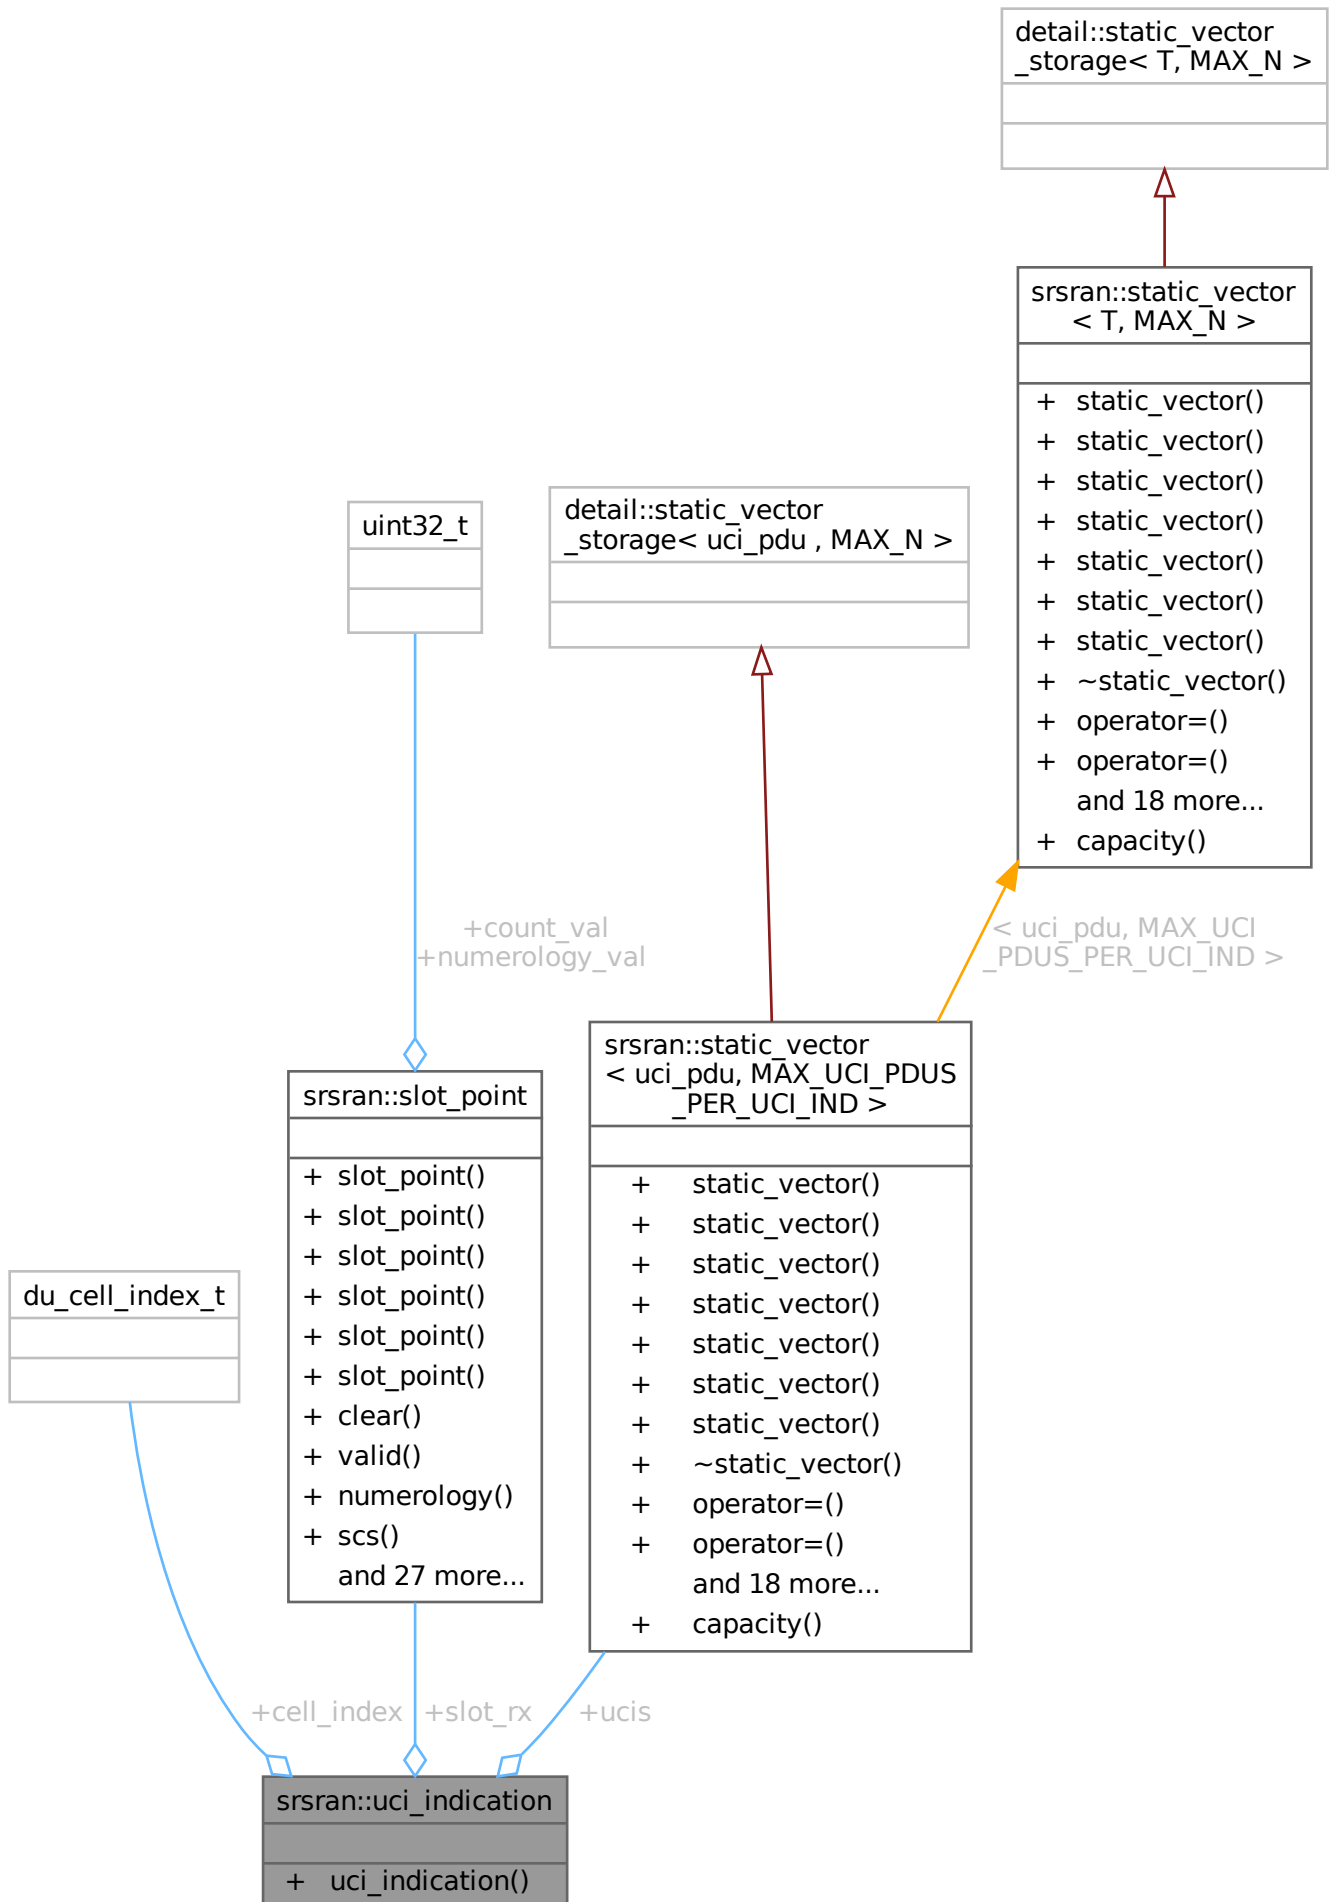 detail::static_vector
_storage< T, MAX_N >
srsran::static_vector
< T, MAX_N >
+ static_vector()
+ static_vector()
+ static_vector()
+ static_vector()
+ static_vector()
+ static_vector()
+ static_vector()
+ ~static_vector()
+ operator=()
+ operator=()
and 18 more...
+ capacity()
uint32_t
detail::static_vector
_storage< uci_pdu , MAX_N >
+count_val
+numerology_val
< uci_pdu, MAX_UCI
_PDUS_PER_UCI_IND >
srsran::slot_point
+ slot_point()
+ slot_point()
+ slot_point()
+ slot_point()
+ slot_point()
+ slot_point()
+ clear()
+ valid()
+ numerology()
+ scs()
and 27 more...
srsran::static_vector
< uci_pdu, MAX_UCI_PDUS
_PER_UCI_IND >
+ static_vector()
+ static_vector()
+ static_vector()
+ static_vector()
+ static_vector()
+ static_vector()
+ static_vector()
+ ~static_vector()
+ operator=()
+ operator=()
and 18 more...
+ capacity()
du_cell_index_t
+cell_index
+slot_rx
+ucis
srsran::uci_indication
+ uci_indication()